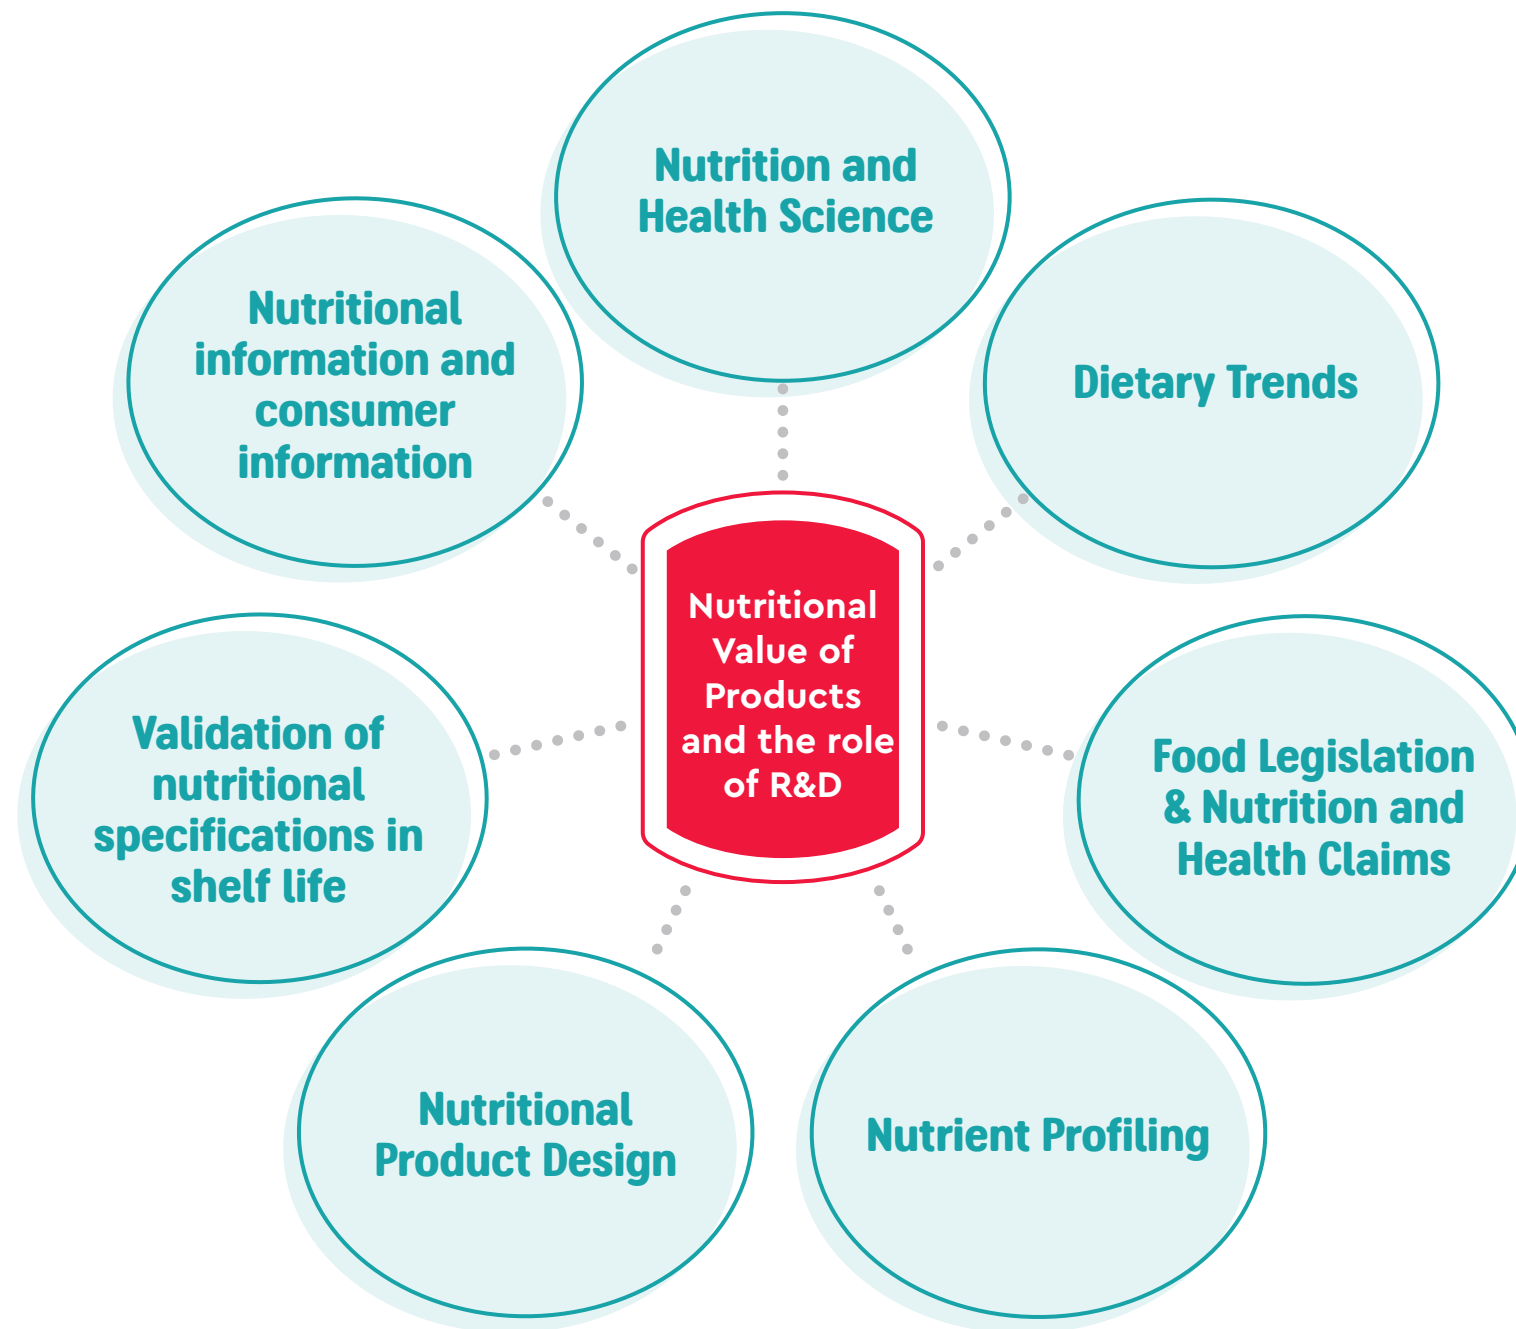 Nutrition and
Health Science
Nutritional
information and
consumer
information
Dietary Trends
Nutritional
Value of
Products
and the role
of R&D
Validation of
nutritional
specifications in
shelf life
Food Legislation
& Nutrition and
Health Claims
Nutritional
Product Design
Nutrient Profiling